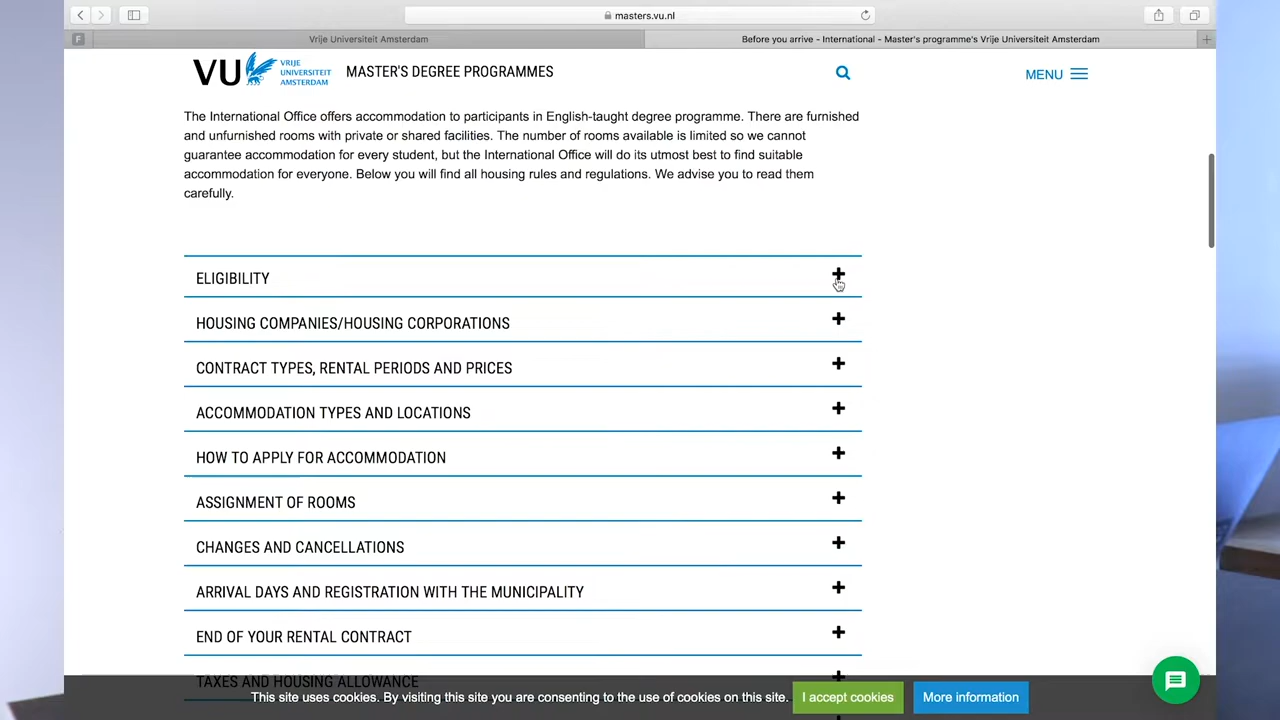 masters.vu.nl
F
Vrije Universiteit Amsterdam
Before you arrive - International - Master's programme's Vrije Universiteit Amsterdam
VU VRIJE UNIVERSITEIT AMSTERDAM
MASTER'S DEGREE PROGRAMMES
MENU
The International Office offers accommodation to participants in English-taught degree programme. There are furnished
and unfurnished rooms with private or shared facilities. The number of rooms available is limited so we cannot
guarantee accommodation for every student, but the International Office will do its utmost best to find suitable
accommodation for everyone. Below you will find all housing rules and regulations. We advise you to read them
carefully.
ELIGIBILITY
HOUSING COMPANIES/HOUSING CORPORATIONS
CONTRACT TYPES, RENTAL PERIODS AND PRICES
ACCOMMODATION TYPES AND LOCATIONS
HOW TO APPLY FOR ACCOMMODATION
ASSIGNMENT OF ROOMS
CHANGES AND CANCELLATIONS
ARRIVAL DAYS AND REGISTRATION WITH THE MUNICIPALITY
END OF YOUR RENTAL CONTRACT
TAXES AND HOUSING ALLOWANCE
This site uses cookies. By visiting this site you are consenting to the use of cookies on this site.
I accept cookies
More information